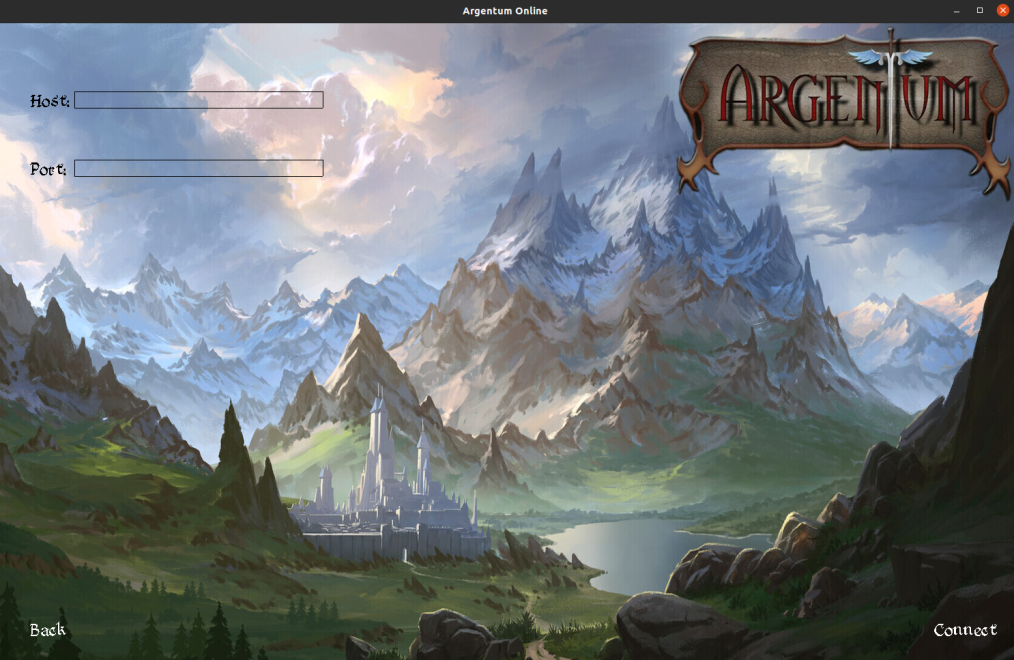 Argentum Online
Host:
ARGENTUM
Port:
Back
Connect